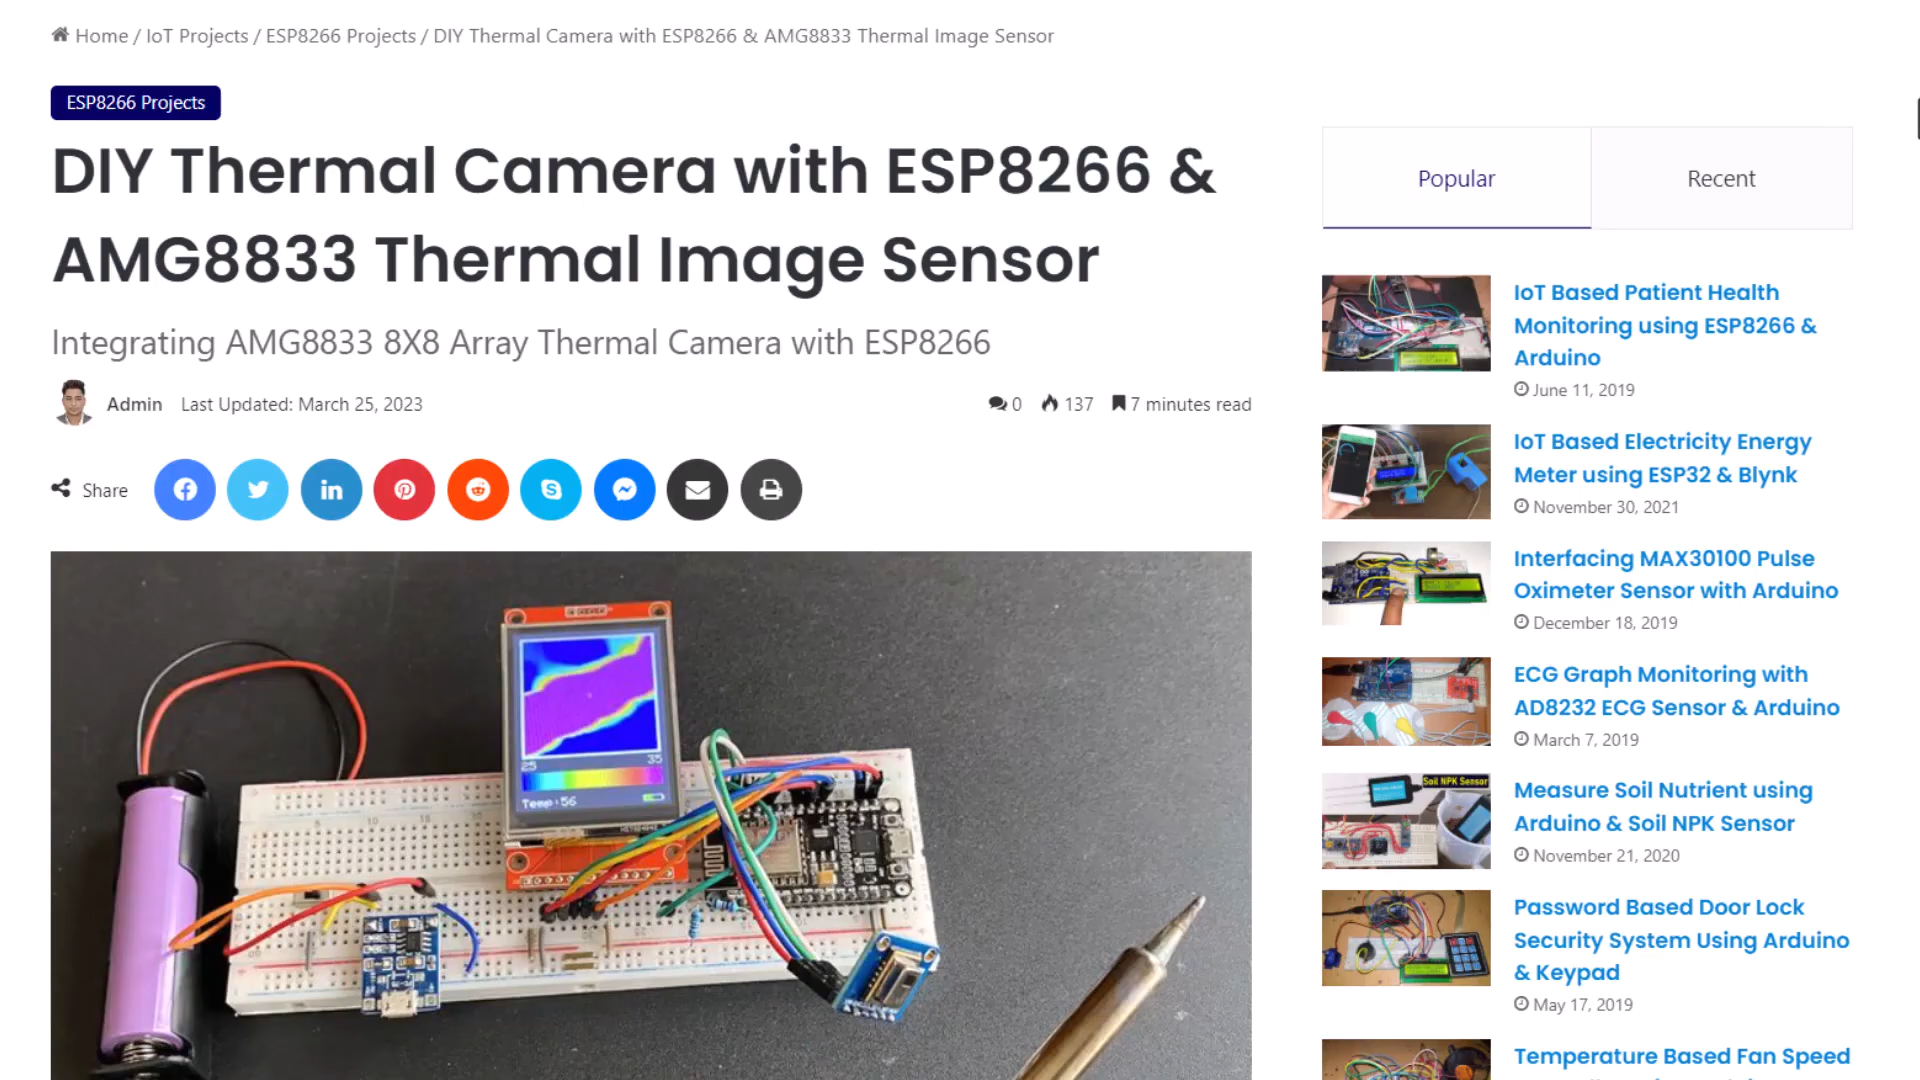 Home / IoT Projects / ESP8266 Projects / DIY Thermal Camera with ESP8266 & AMG8833 Thermal Image Sensor
ESP8266 Projects
DIY Thermal Camera with ESP8266 &
AMG8833 Thermal Image Sensor
Integrating AMG8833 8X8 Array Thermal Camera with ESP8266
Admin Last Updated: March 25, 2023 0 137 7 minutes read
Share
25 35
Temp:56
5 10 15
Popular Recent
IoT Based Patient Health
Monitoring using ESP8266 &
Arduino
June 11, 2019
IoT Based Electricity Energy
Meter using ESP32 & Blynk
November 30, 2021
Interfacing MAX30100 Pulse
Oximeter Sensor with Arduino
December 18, 2019
ECG Graph Monitoring with
AD8232 ECG Sensor & Arduino
March 7, 2019
Soil NPK Sensor
Measure Soil Nutrient using
Arduino & Soil NPK Sensor
November 21, 2020
Password Based Door Lock
Security System Using Arduino
& Keypad
May 17, 2019
Temperature Based Fan Speed